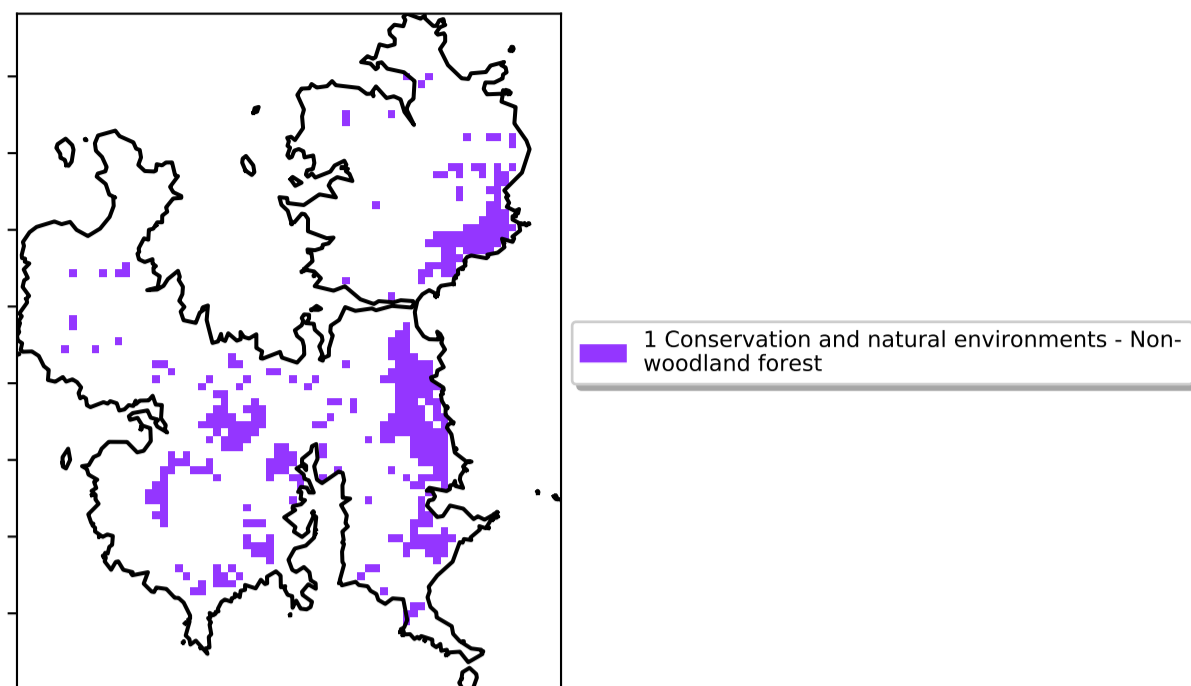 1 Conservation and natural environments - Non-
woodland forest